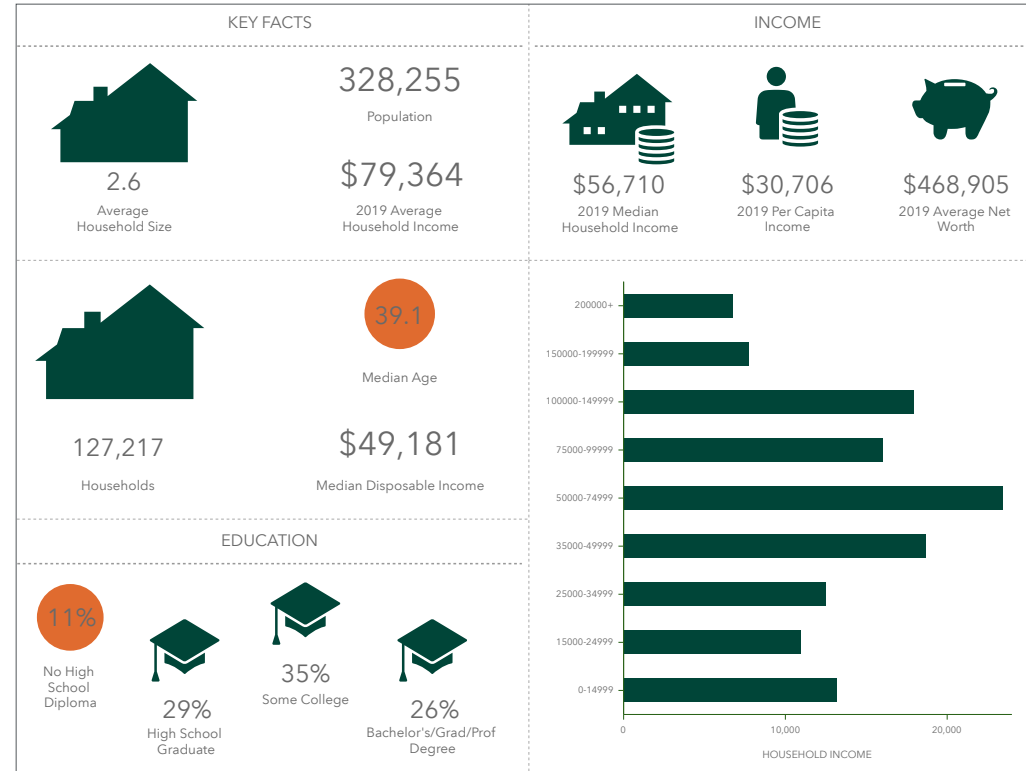 KEY FACTS
2.6
Average
Household Size
328,255
Population
$79,364
2019 Average
Household Income
127,217
Households
39.1
Median Age
$49,181
Median Disposable Income
EDUCATION
11%
No High
School
Diploma
29%
High School
Graduate
35%
Some College
26%
Bachelor's/Grad/Prof
Degree
INCOME
$56,710
2019 Median
Household Income
$30,706
2019 Per Capita
Income
$468,905
2019 Average Net
Worth
200000+
150000-199999
100000-149999
75000-99999
50000-74999
35000-49999
25000-34999
15000-24999
0-14999
0
10,000
20,000
HOUSEHOLD INCOME